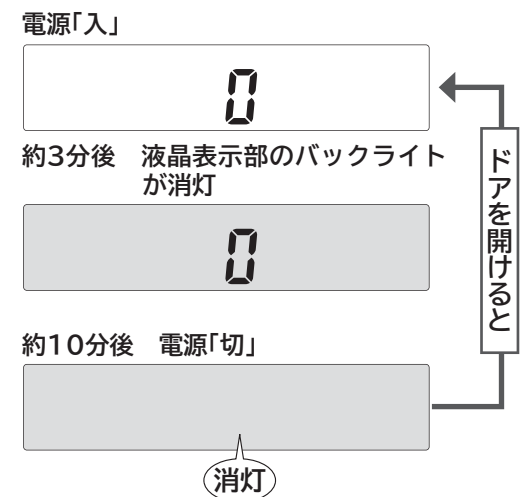 電源「入」
0
約3分後 液晶表示部のバックライト
が消灯
0
約10分後 電源「切」
消灯
ドアを開けると